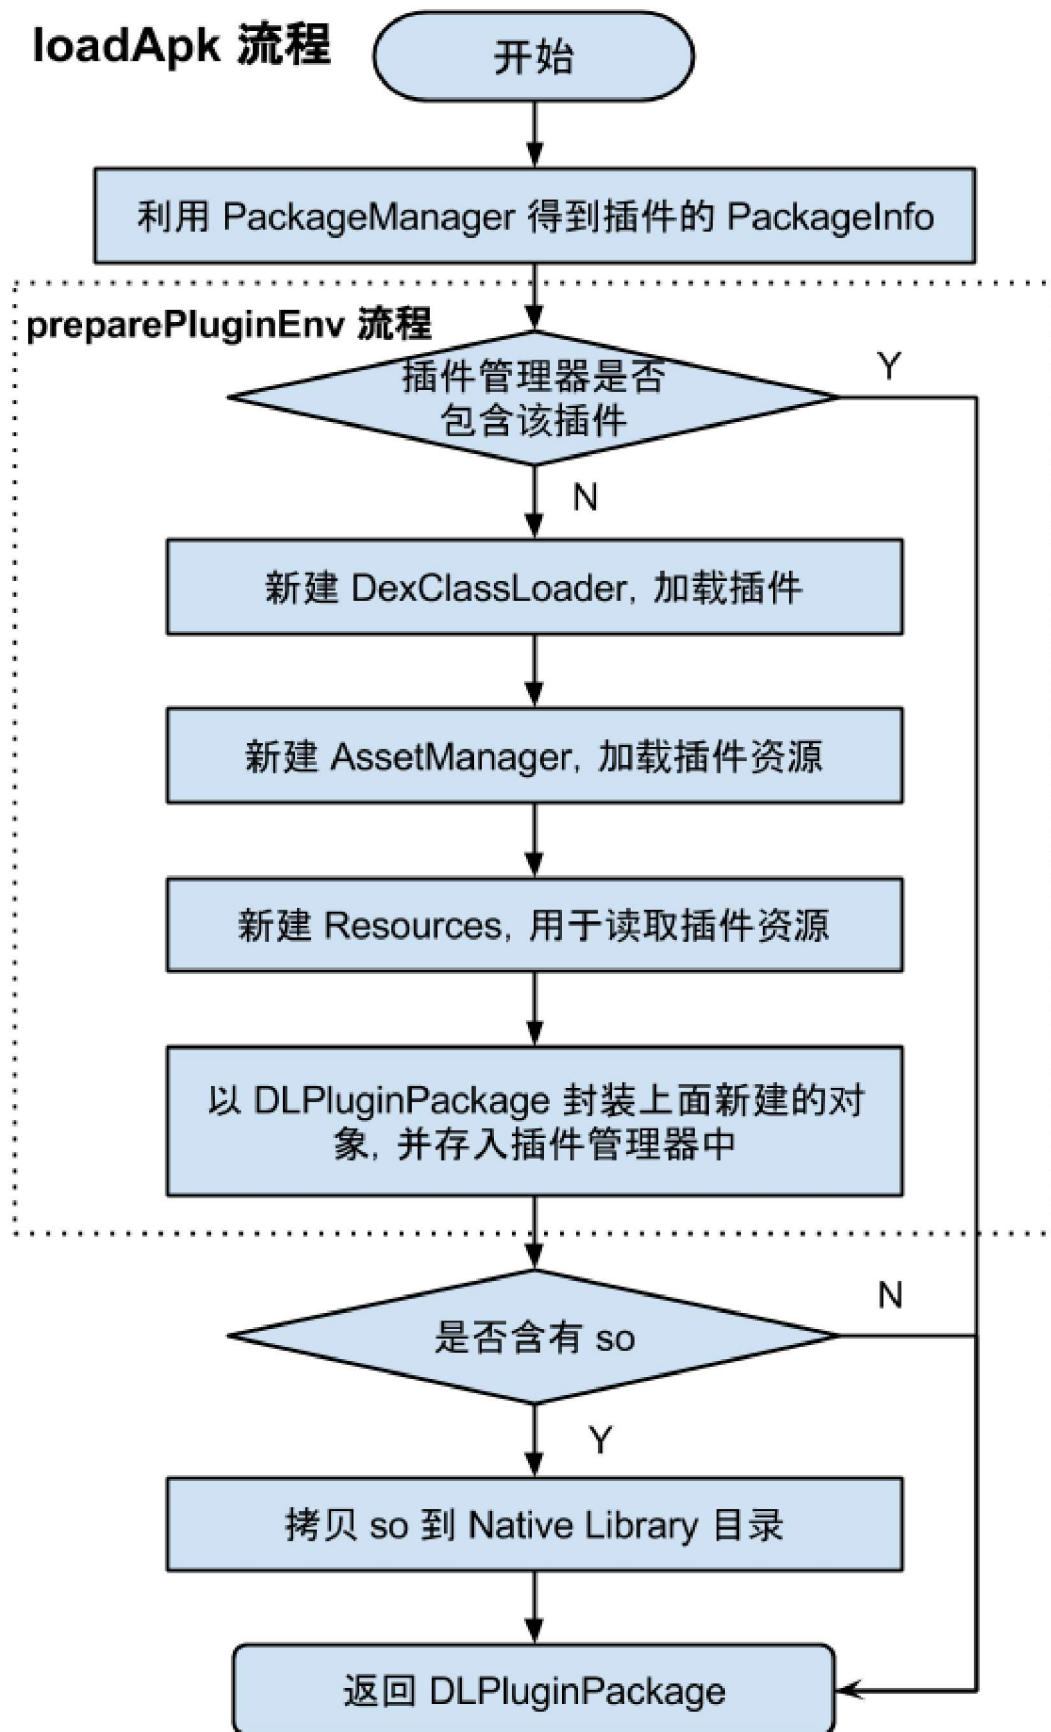 loadApk 流程
开始
利用 PackageManager 得到插件的 PackageInfo
preparePluginEnv 流程
插件管理器是否
包含该插件
Y
N
新建 DexClassLoader, 加载插件
新建 AssetManager, 加载插件资源
新建 Resources, 用于读取插件资源
以 DLPluginPackage 封装上面新建的对
象, 并存入插件管理器中
是否含有 so
N
Y
拷贝 so 到 Native Library 目录
返回 DLPluginPackage